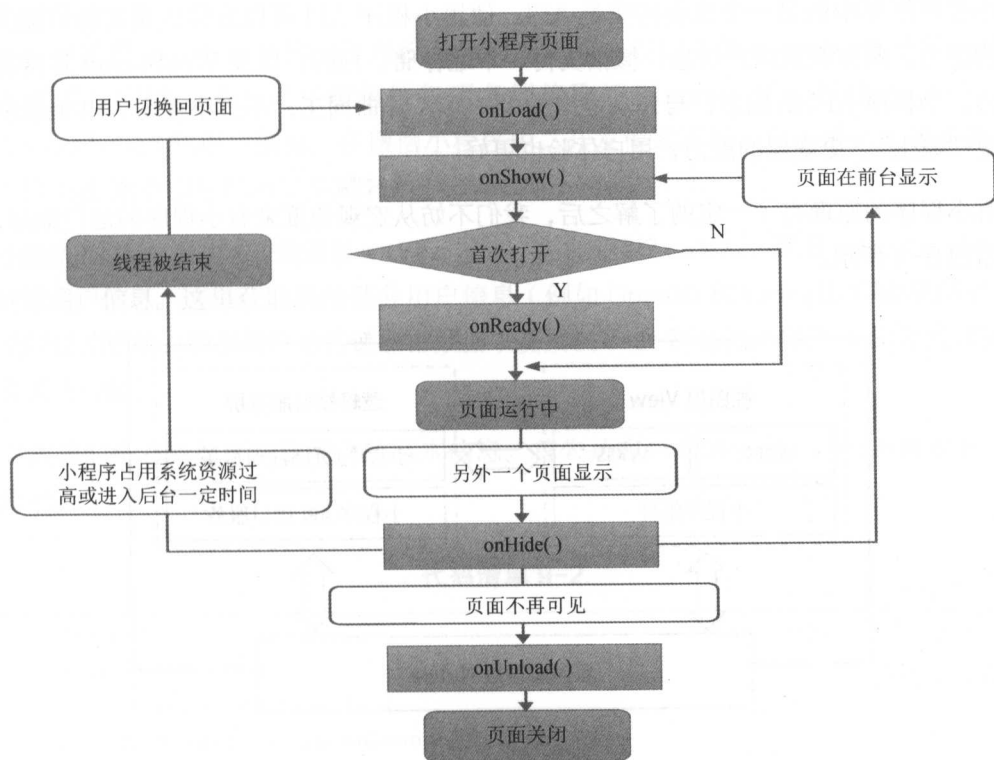 打开小程序页面
用户切换回页面
onLoad( )
onShow( )
页面在前台显示
线程被结束
首次打开
N
Y
onReady( )
页面运行中
小程序占用系统资源过
高或进入后台一定时间
另外一个页面显示
onHide( )
页面不再可见
onUnload( )
页面关闭